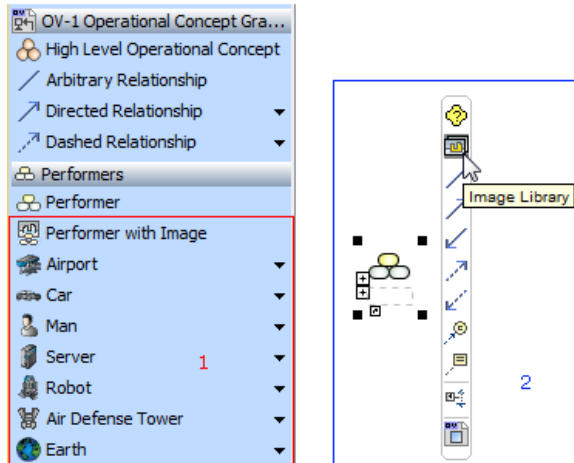 OV-1 Operational Concept Gra...
High Level Operational Concept
Arbitrary Relationship
Directed Relationship
Dashed Relationship
Performers
Performer
Performer with Image
Airport
Car
Man
Server
1
Robot
Air Defense Tower
Earth
Image Library
2